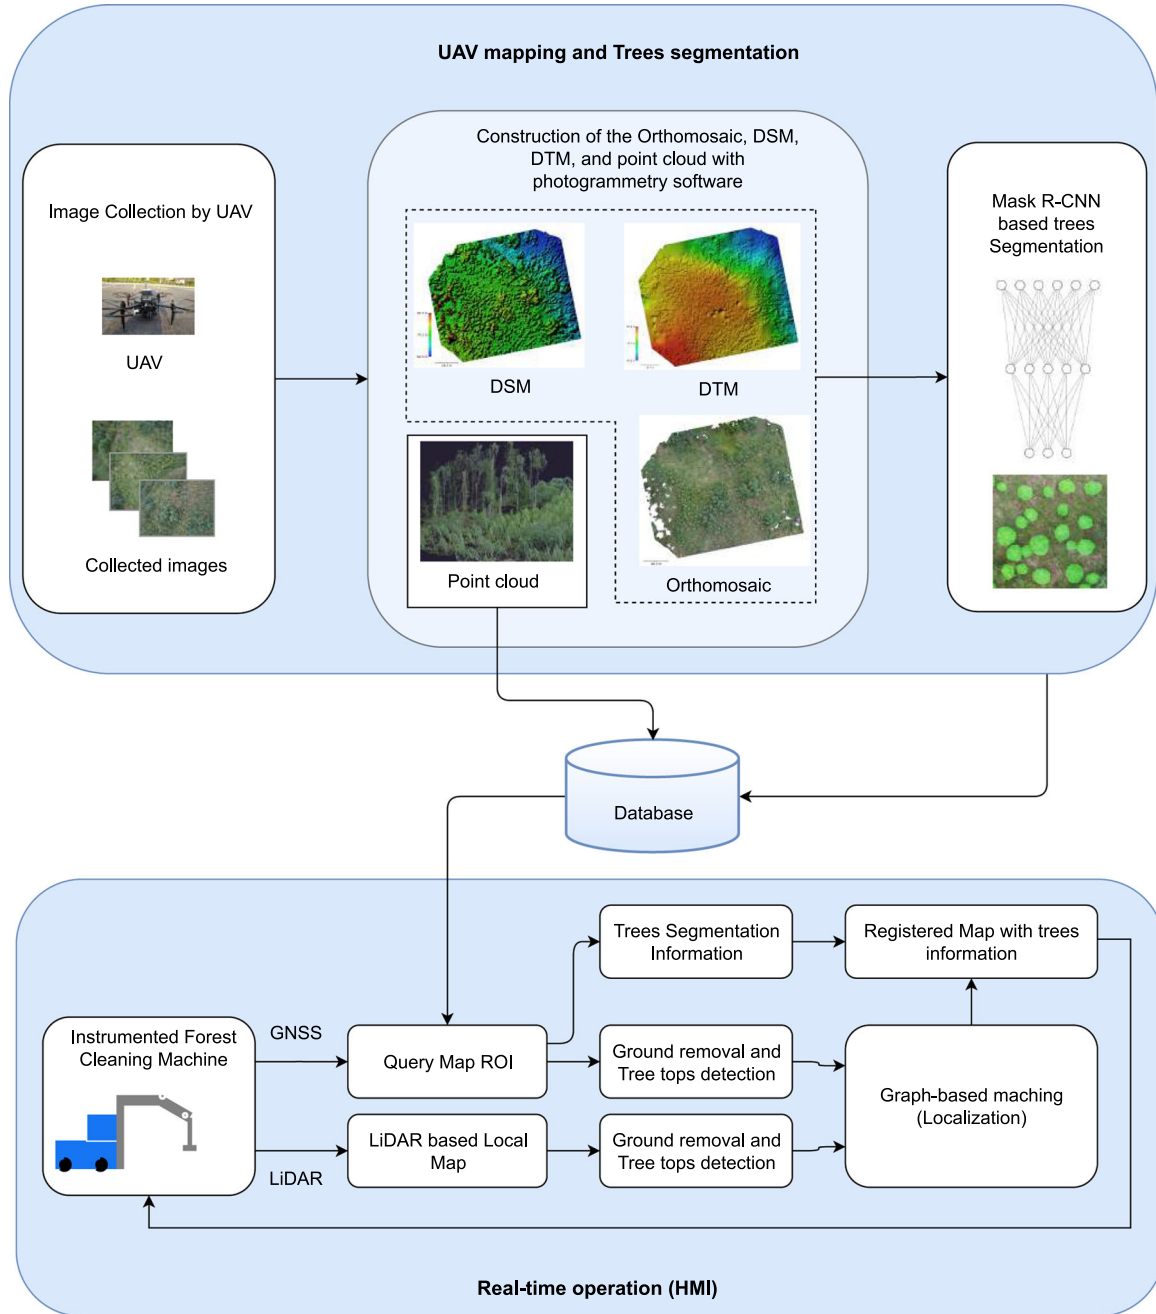 UAV mapping and Trees segmentation
Image Collection by UAV
UAV
Collected images
Construction of the Orthomosaic, DSM,
DTM, and point cloud with
photogrammetry software
DSM
DTM
Point cloud
Orthomosaic
Mask R-CNN
based trees
Segmentation
Database
Instrumented Forest
Cleaning Machine
GNSS
LiDAR
Query Map ROI
LiDAR based Local
Map
Trees Segmentation
Information
Ground removal and
Tree tops detection
Ground removal and
Tree tops detection
Registered Map with trees
information
Graph-based maching
(Localization)
Real-time operation (HMI)